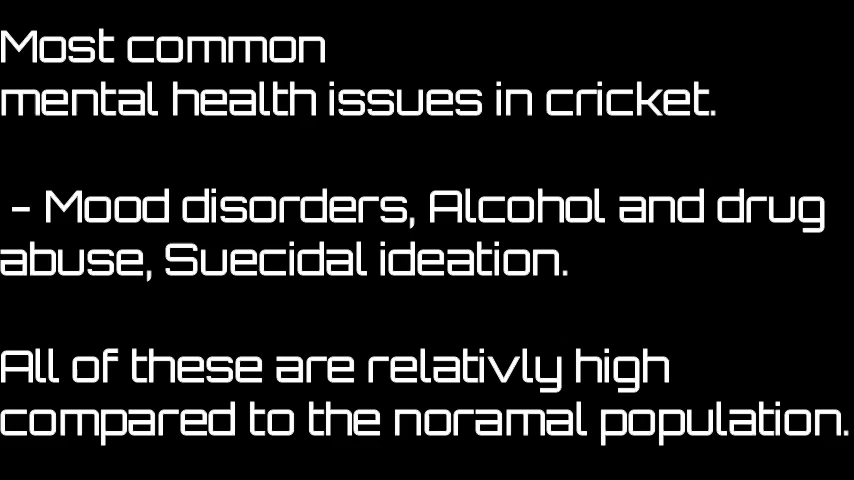 Most common
mental health issues in cricket.
- Mood disorders, Alcohol and drug
abuse, Suecidal ideation.
All of these are relativly high
compared to the noramal population.